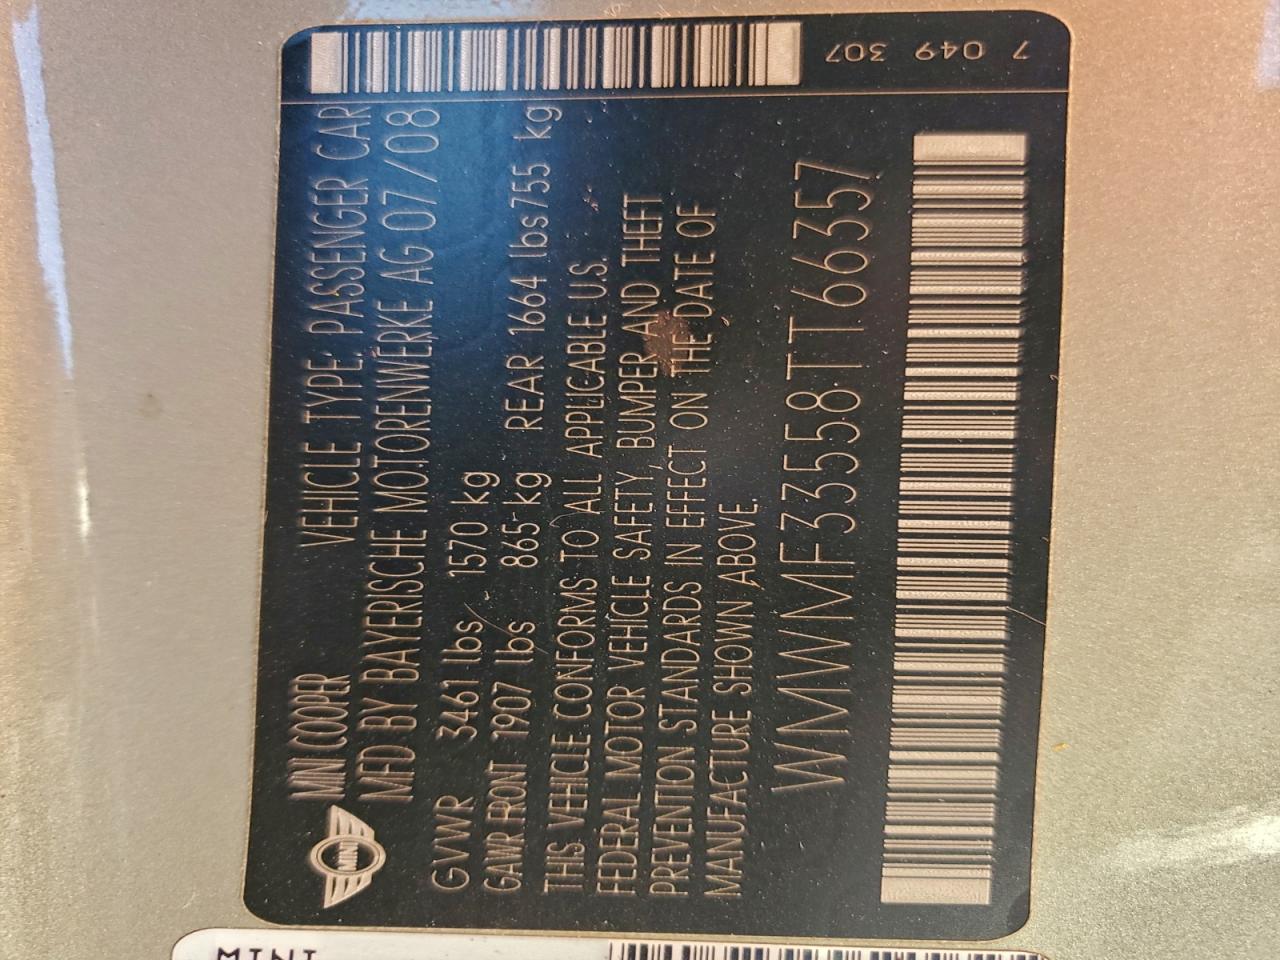 MINI COOPER VEHICLE TYPE: PASSENGER CAR
MFD BY BAYERISCHE MOTORENWERKE AG 07/08
GVWR 3461 lbs 1570 kg
GAWR FRONT 1907 lbs 865 kg REAR 1664 lbs 755 kg
THIS VEHICLE CONFORMS TO ALL APPLICABLE U.S.
FEDERAL MOTOR VEHICLE SAFETY, BUMPER AND THEFT
PREVENTION STANDARDS IN EFFECT ON THE DATE OF
MANUFACTURE SHOWN ABOVE.
WMWMF33558TT66357
7 049 307
MINI
MINI